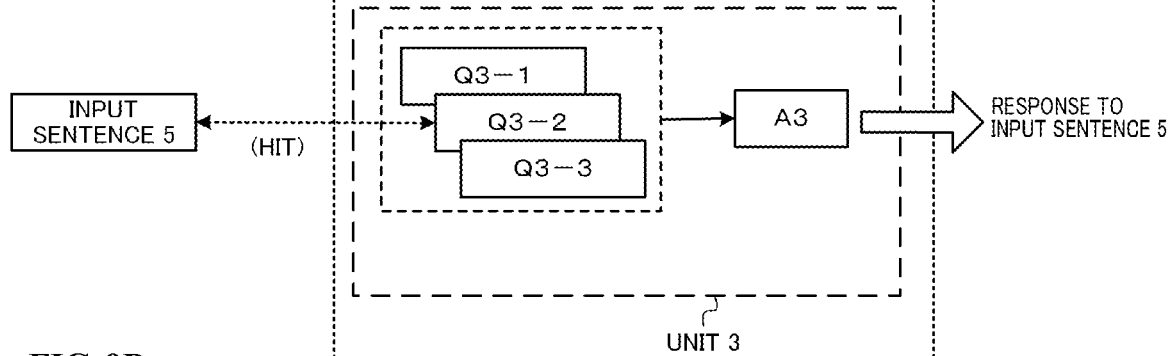 Q3-1
INPUT
SENTENCE 5
(HIT)
Q3-2
Q3-3
A3
RESPONSE TO
INPUT SENTENCE 5
UNIT 3